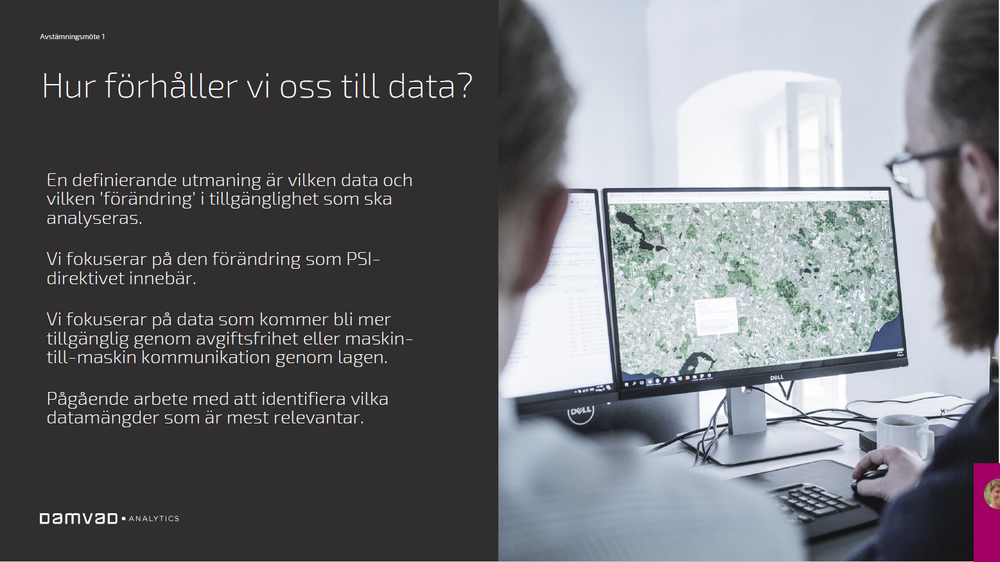 Avstämningsmöte 1
Hur förhåller vi oss till data?
En definierande utmaning är vilken data och
vilken 'förändring' i tillgänglighet som ska
analyseras.
Vi fokuserar på den förändring som PSI-
direktivet innebär.
Vi fokuserar på data som kommer bli mer
tillgänglig genom avgiftsfrihet eller maskin-
till-maskin kommunikation genom lagen.
Pågående arbete med att identifiera vilka
datamängder som är mest relevantar.
DAMVAD • ANALYTICS
DELL
DELL